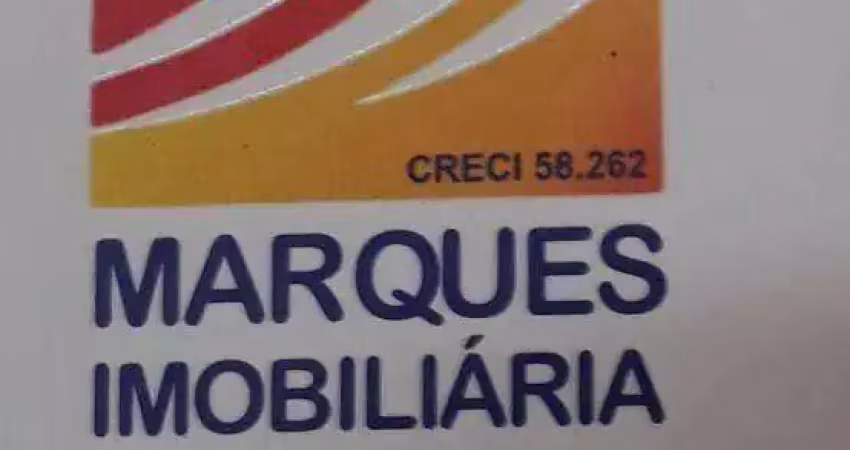 CRECI 58.262
MARQUES
IMOBILIÁRIA